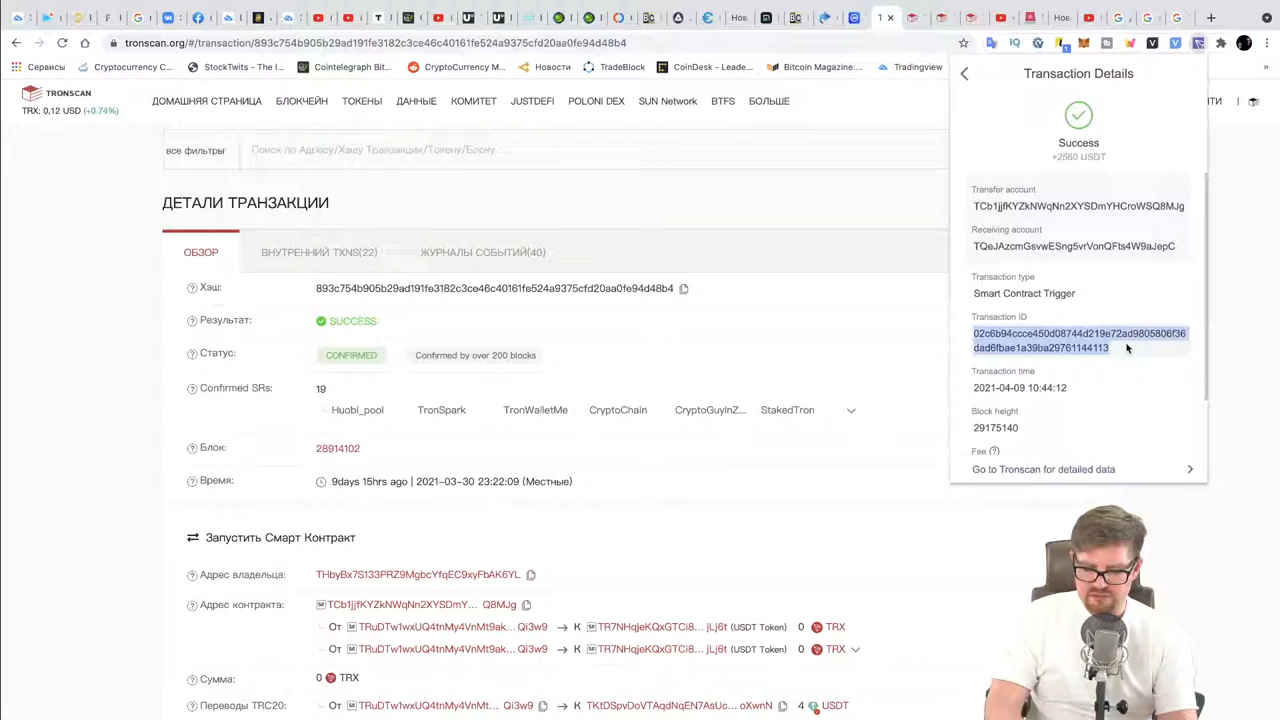 Нов
tronscan.org/#/transaction/893c754b905b29ad191fe3182c3ce46c40161fe524a9375cfd20aa0fe94d48b4
Сервисы
Cryptocurrency C...
StockTwits - The l...
Cointelegraph Bit...
CryptoCurrency M...
Новости
TradeBlock
CoinDesk - Leade...
Bitcoin Magazine:...
Tradingview
TRONSCAN
TRX: 0,12 USD (+0.74%)
ДОМАШНЯЯ СТРАНИЦА
БЛОКЧЕЙН
ТОКЕНЫ
ДАННЫЕ
КОМИТЕТ
JUSTDEFI
POLONI DEX
SUN Network
BTFS
БОЛЬШЕ
все фильтры
Поиск по Адресу/Хэшу Транзакции/Токену/Блоку...
ДЕТАЛИ ТРАНЗАКЦИИ
ОБЗОР
ВНУТРЕННИЙ TXNS(22)
ЖУРНАЛЫ СОБЫТИЙ(40)
Хэш: 893c754b905b29ad191fe3182c3ce46c40161fe524a9375cfd20aa0fe94d48b4
Результат: SUCCESS
Статус: CONFIRMED Confirmed by over 200 blocks
Confirmed SRs: 19
Huobi_pool TronSpark TronWalletMe CryptoChain CryptoGuyInZ... StakedTron
Блок: 28914102
Время: 9days 15hrs ago | 2021-03-30 23:22:09 (Местные)
Запустить Смарт Контракт
Адрес владельца: THbyBx7S133PRZ9MgbcYfqEC9xyFbAK6YL
Адрес контракта: TCb1jjfKYZkNWqNn2XYSDmY... Q8MJg
От TRuDTw1wxUQ4tnMy4VnMt9ak... Qi3w9 → К TR7NHqjeKQxGTCi8... jLj6t (USDT Token) 0 TRX
От TRuDTw1wxUQ4tnMy4VnMt9ak... Qi3w9 → К TR7NHqjeKQxGTCi8... jLj6t (USDT Token) 0 TRX
Сумма: 0 TRX
Переводы TRC20: От TRuDTw1wxUQ4tnMy4VnMt9ak... Qi3w9 → К TKtDSpvDoVTAqdNqEN7AsUc... oXwnN 4 USDT
Transaction Details
Success
+2560 USDT
Transfer account
TCb1jjfKYZkNWqNn2XYSDmYHCroWSQ8MJg
Receiving account
TQeJAzcmGsvwESng5vrVonQFts4W9aJepC
Transaction type
Smart Contract Trigger
Transaction ID
02c6b94ccce450d08744d219e72ad9805806f36
dad6fbae1a39ba29761144113
Transaction time
2021-04-09 10:44:12
Block height
29175140
Fee
Go to Tronscan for detailed data